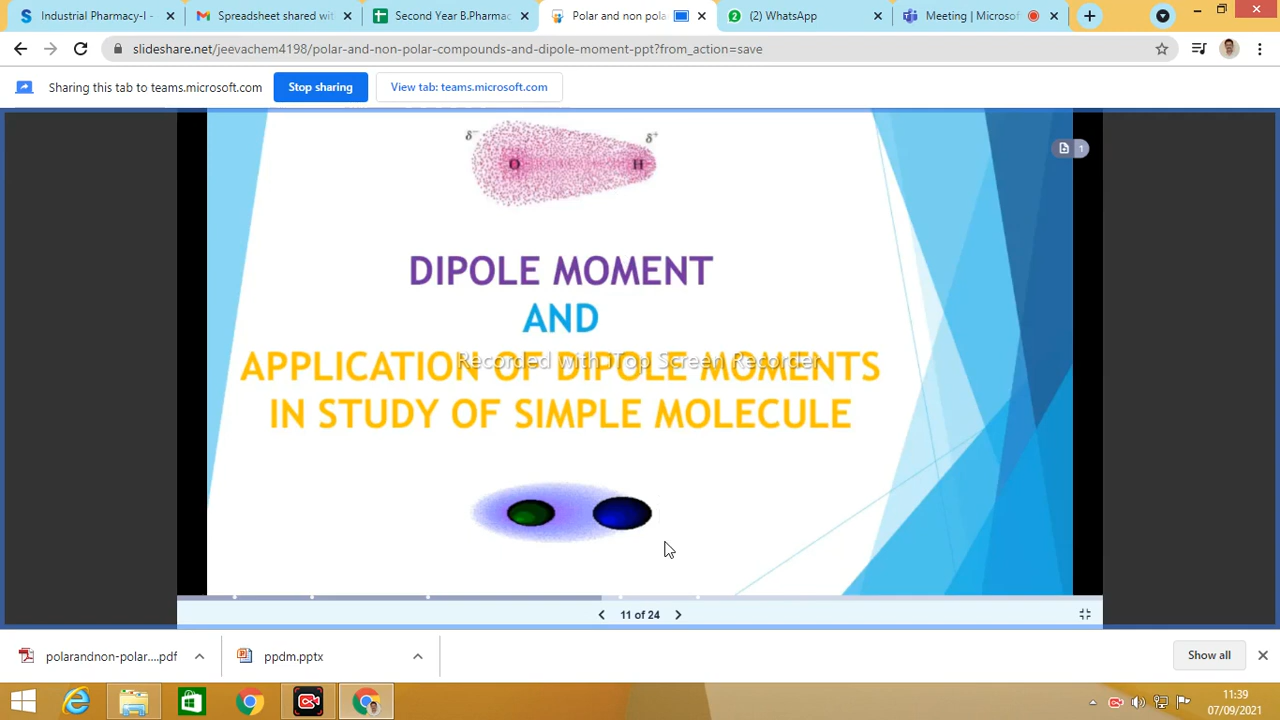 Industrial Pharmacy-I -
Spreadsheet shared wit
Second Year B.Pharmac
Polar and non pola
(2) WhatsApp
Meeting | Microsof
slideshare.net/jeevachem4198/polar-and-non-polar-compounds-and-dipole-moment-ppt?from_action=save
Sharing this tab to teams.microsoft.com
Stop sharing
View tab: teams.microsoft.com
1
δ− δ+
O H
DIPOLE MOMENT
AND
APPLICATION OF DIPOLE MOMENTS
Recorded with iTop Screen Recorder
IN STUDY OF SIMPLE MOLECULE
11 of 24
polarandnon-polar....pdf
ppdm.pptx
Show all
11:39
07/09/2021